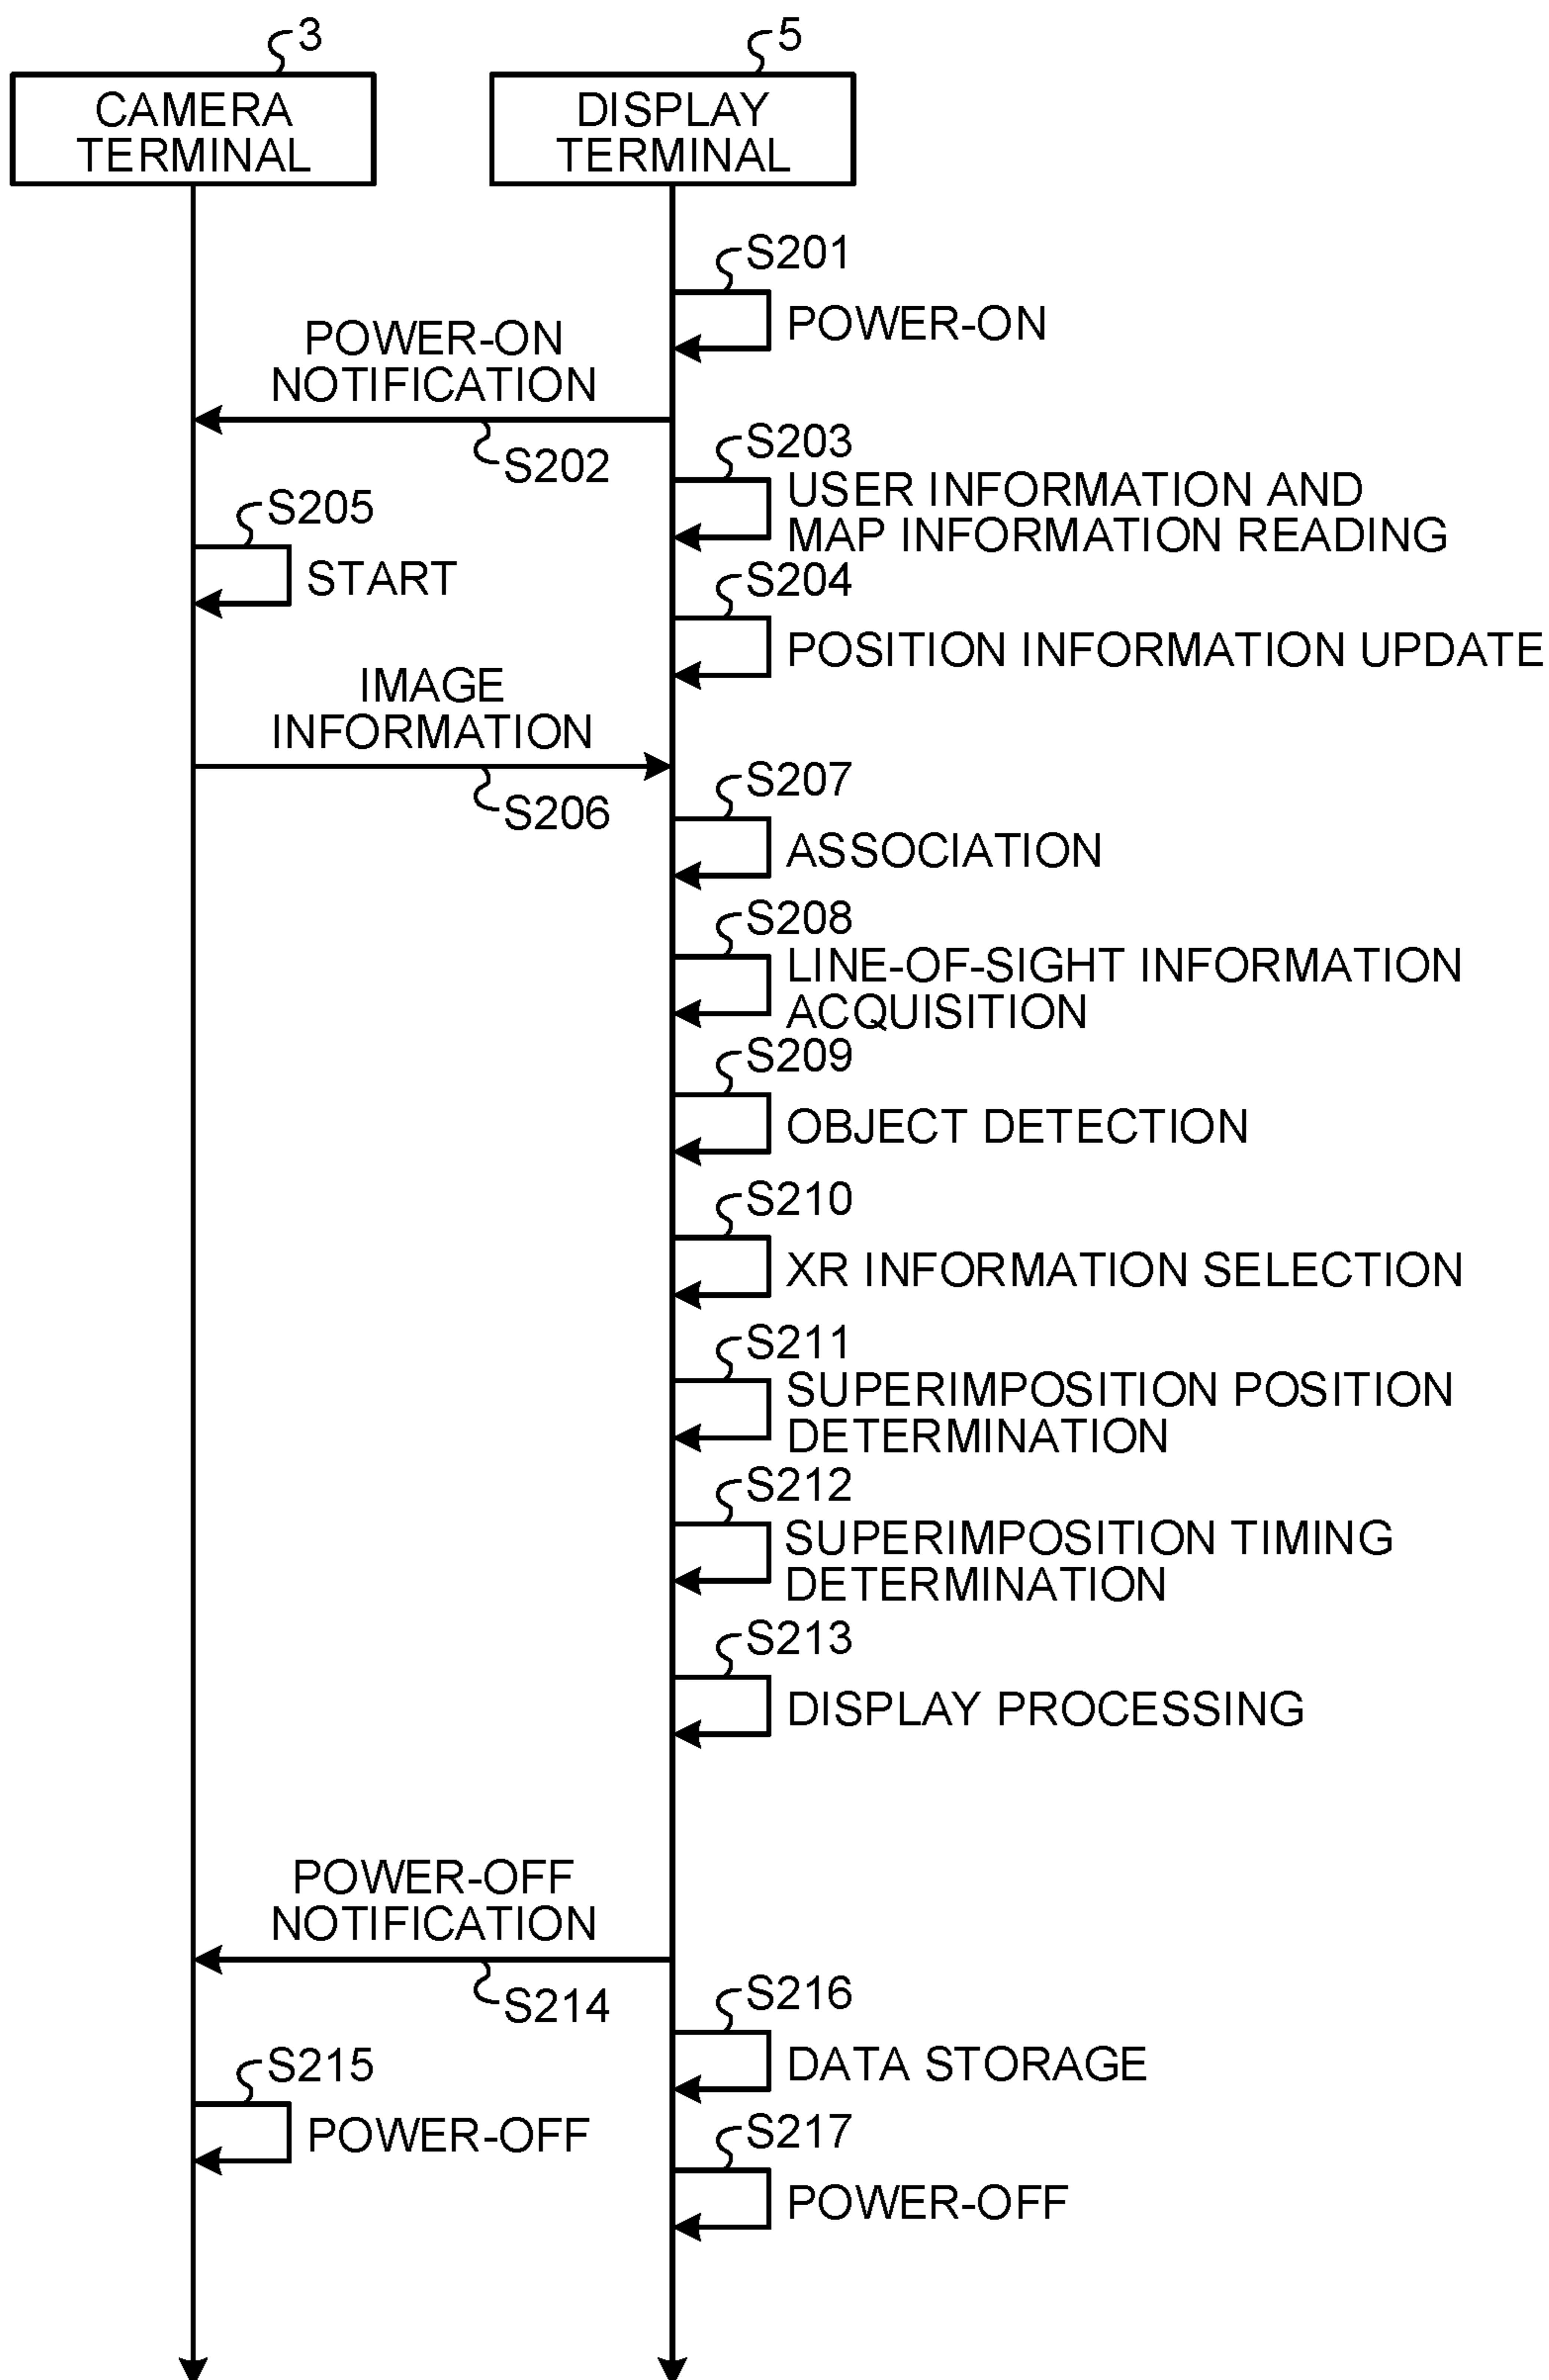 3
5
CAMERA
TERMINAL
DISPLAY
TERMINAL
S201
POWER-ON
POWER-ON
NOTIFICATION
S202
S203
USER INFORMATION AND
MAP INFORMATION READING
S205
START
S204
POSITION INFORMATION UPDATE
IMAGE
INFORMATION
S206
S207
ASSOCIATION
S208
LINE-OF-SIGHT INFORMATION
ACQUISITION
S209
OBJECT DETECTION
S210
XR INFORMATION SELECTION
S211
SUPERIMPOSITION POSITION
DETERMINATION
S212
SUPERIMPOSITION TIMING
DETERMINATION
S213
DISPLAY PROCESSING
POWER-OFF
NOTIFICATION
S214
S216
DATA STORAGE
S215
POWER-OFF
S217
POWER-OFF